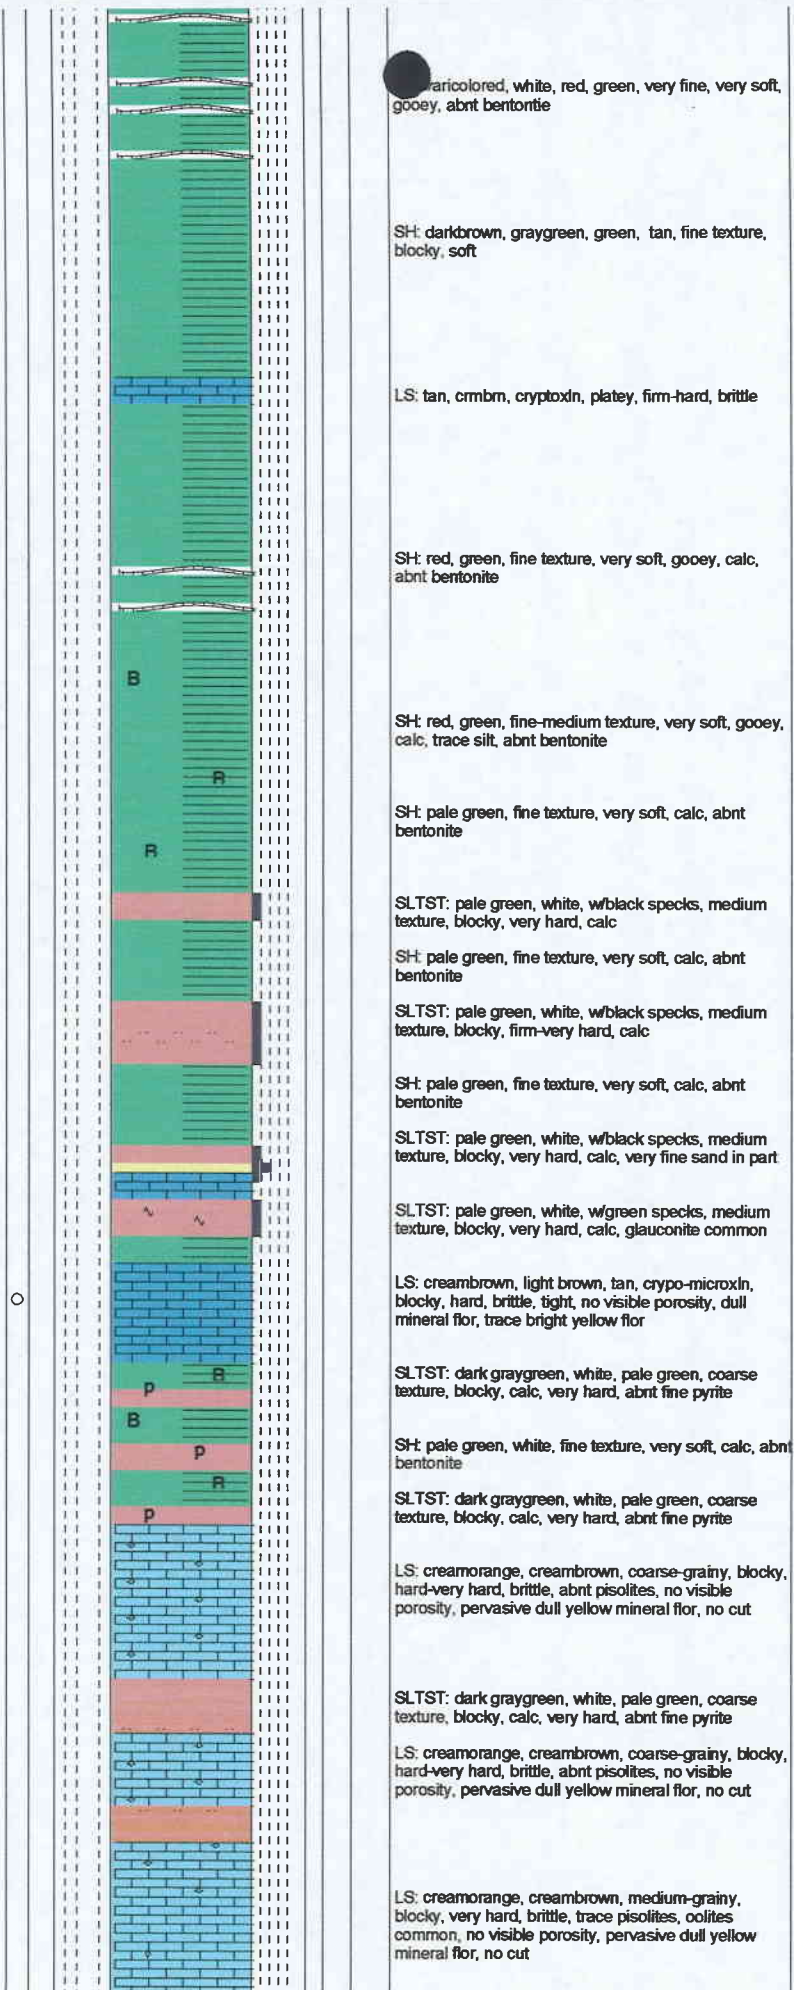 varicolored, white, red, green, very fine, very soft,
gooey, abnt bentontie
SH: darkbrown, graygreen, green, tan, fine texture,
blocky, soft
LS: tan, crmbrn, cryptoxln, platey, firm-hard, brittle
SH: red, green, fine texture, very soft, gooey, calc,
abnt bentonite
B
SH: red, green, fine-medium texture, very soft, gooey,
calc, trace silt, abnt bentonite
R
SH: pale green, fine texture, very soft, calc, abnt
bentonite
R
SLTST: pale green, white, w/black specks, medium
texture, blocky, very hard, calc
SH: pale green, fine texture, very soft, calc, abnt
bentonite
SLTST: pale green, white, w/black specks, medium
texture, blocky, firm-very hard, calc
SH: pale green, fine texture, very soft, calc, abnt
bentonite
SLTST: pale green, white, w/black specks, medium
texture, blocky, very hard, calc, very fine sand in part
SLTST: pale green, white, w/green specks, medium
texture, blocky, very hard, calc, glauconite common
LS: creambrown, light brown, tan, crypo-microxln,
blocky, hard, brittle, tight, no visible porosity, dull
mineral flor, trace bright yellow flor
R
P
SLTST: dark graygreen, white, pale green, coarse
texture, blocky, calc, very hard, abnt fine pyrite
B
P
SH: pale green, white, fine texture, very soft, calc, abnt
bentonite
R
P
SLTST: dark graygreen, white, pale green, coarse
texture, blocky, calc, very hard, abnt fine pyrite
LS: creamorange, creambrown, coarse-grainy, blocky,
hard-very hard, brittle, abnt pisolites, no visible
porosity, pervasive dull yellow mineral flor, no cut
SLTST: dark graygreen, white, pale green, coarse
texture, blocky, calc, very hard, abnt fine pyrite
LS: creamorange, creambrown, coarse-grainy, blocky,
hard-very hard, brittle, abnt pisolites, no visible
porosity, pervasive dull yellow mineral flor, no cut
LS: creamorange, creambrown, medium-grainy,
blocky, very hard, brittle, trace pisolites, oolites
common, no visible porosity, pervasive dull yellow
mineral flor, no cut